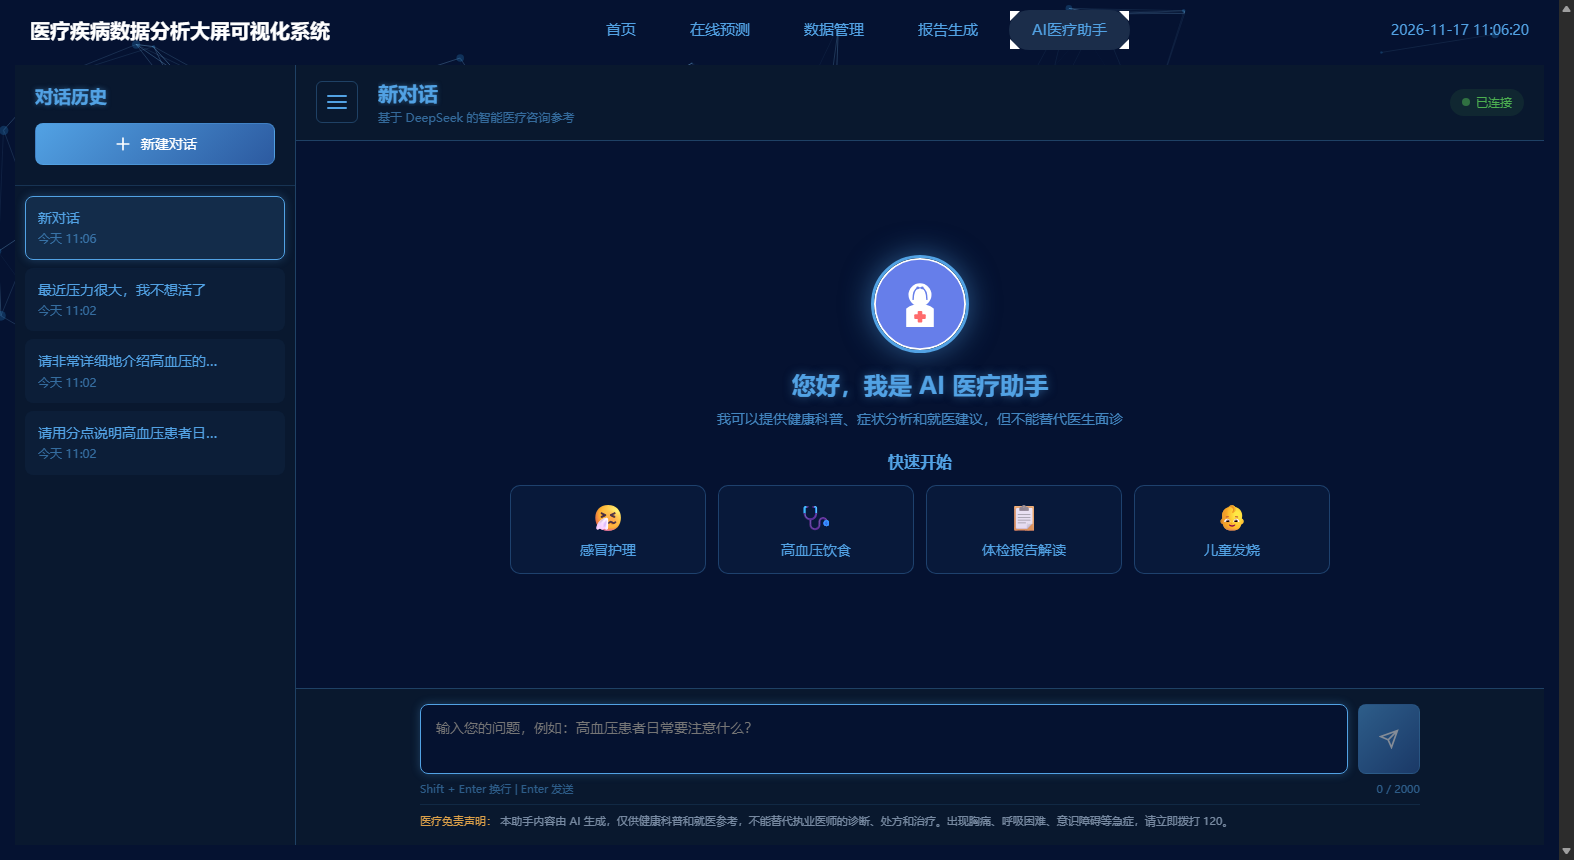 医疗疾病数据分析大屏可视化系统
首页 在线预测 数据管理 报告生成 AI医疗助手
2026-11-17 11:06:20
对话历史
新建对话
新对话
今天 11:06
最近压力很大，我不想活了
今天 11:02
请非常详细地介绍高血压的...
今天 11:02
请用分点说明高血压患者日...
今天 11:02
新对话
基于 DeepSeek 的智能医疗咨询参考
已连接
您好，我是 AI 医疗助手
我可以提供健康科普、症状分析和就医建议，但不能替代医生面诊
快速开始
感冒护理
高血压饮食
体检报告解读
儿童发烧
输入您的问题，例如：高血压患者日常要注意什么？
Shift + Enter 换行 | Enter 发送
0 / 2000
医疗免责声明： 本助手内容由 AI 生成，仅供健康科普和就医参考，不能替代执业医师的诊断、处方和治疗。出现胸痛、呼吸困难、意识障碍等急症，请立即拨打 120。